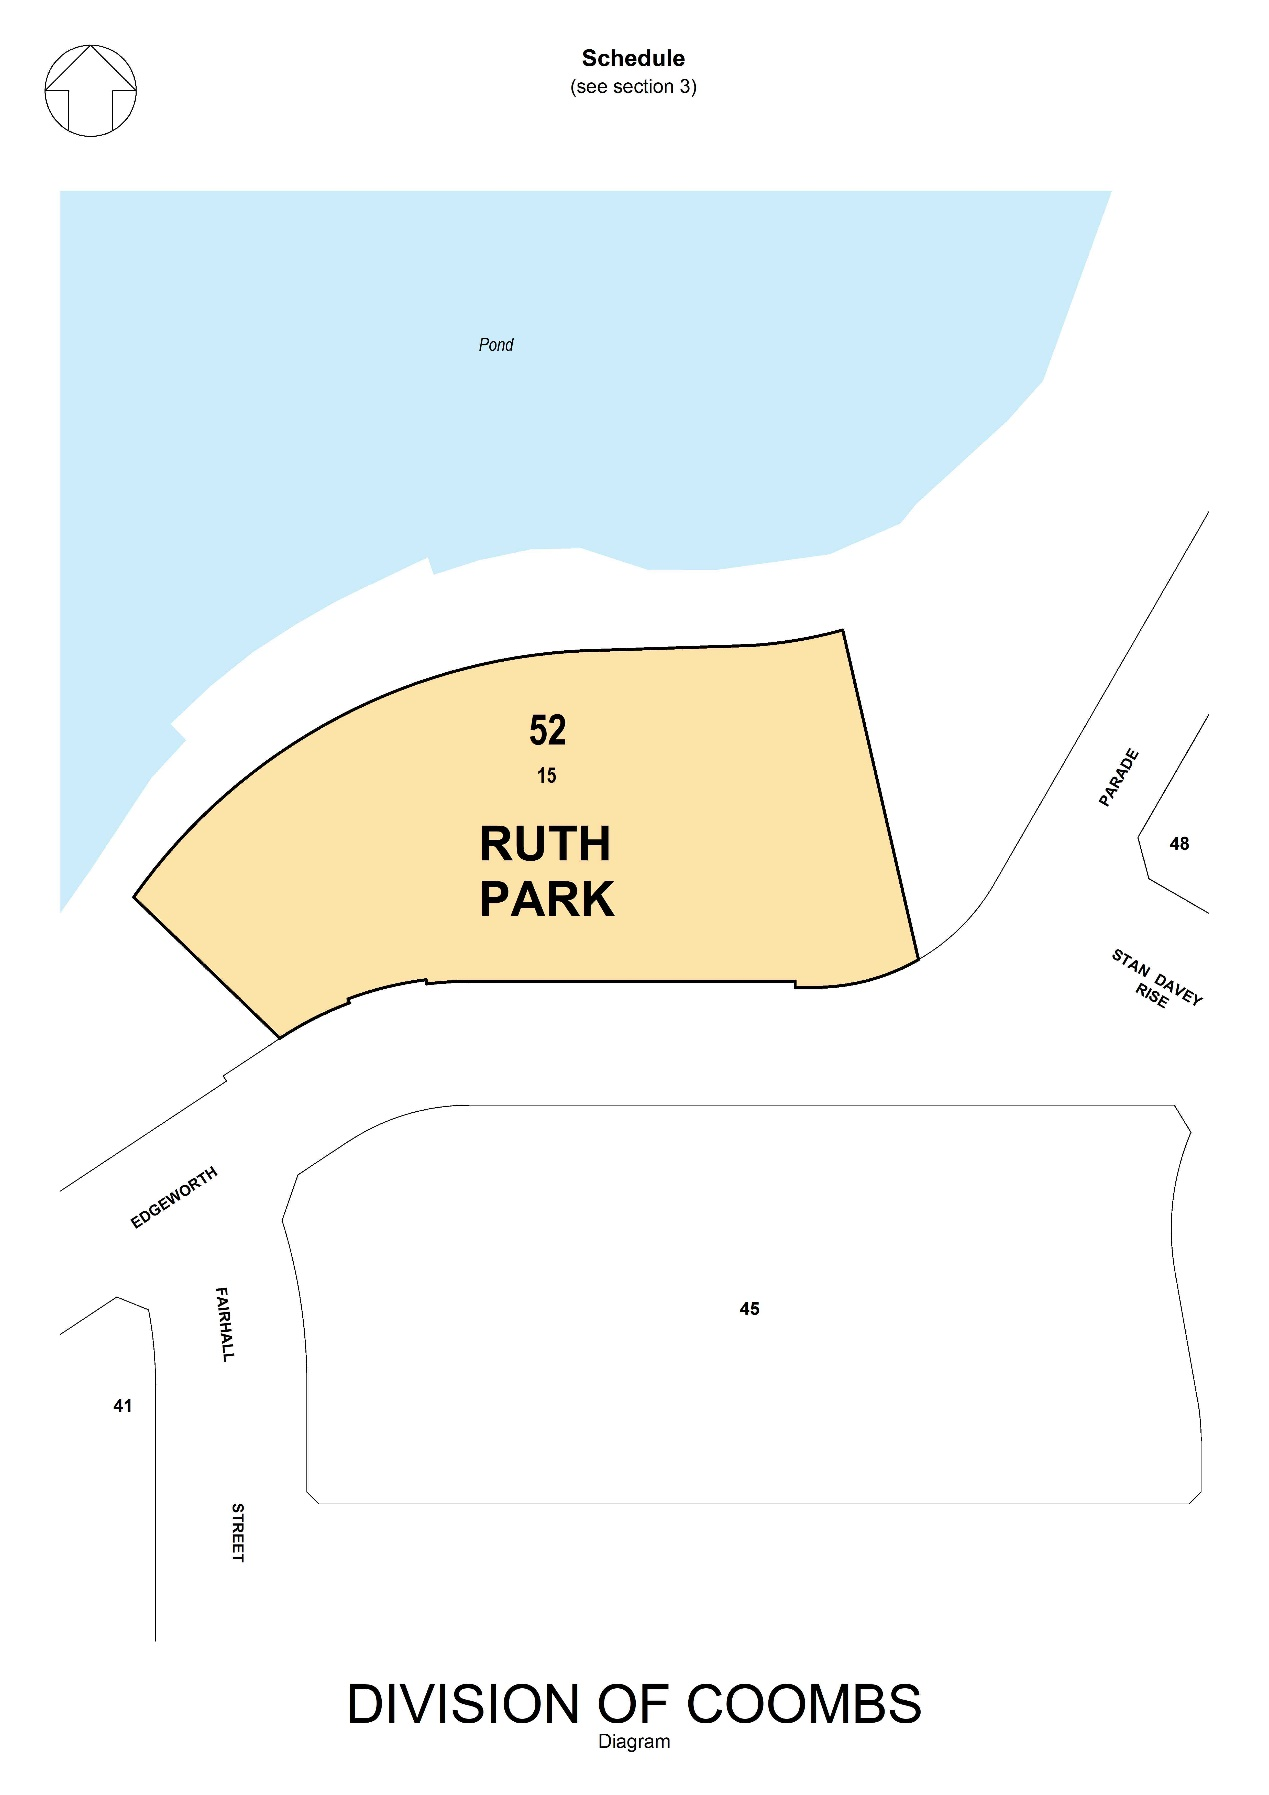 Schedule
(see section 3)
Pond
52
15
RUTH
PARK
PARADE
48
STAN DAVEY
RISE
EDGEWORTH
FAIRHALL
45
41
STREET
DIVISION OF COOMBS
Diagram